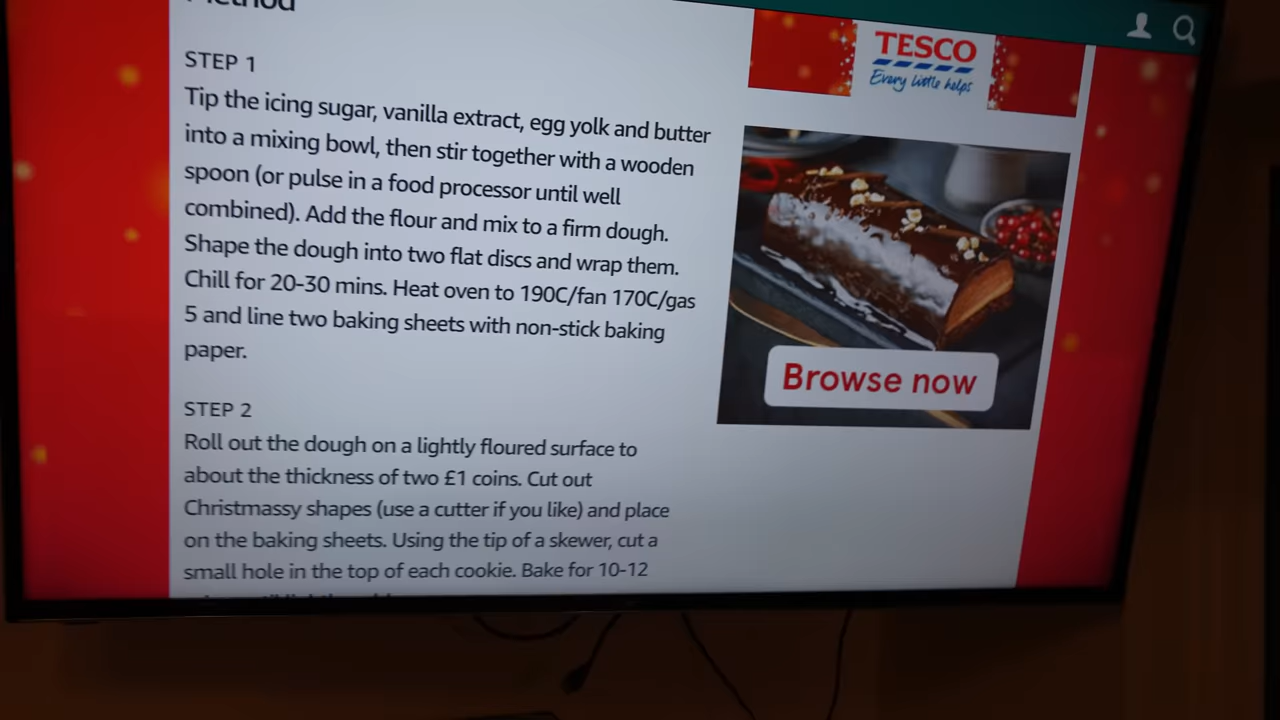 Method
STEP 1
Tip the icing sugar, vanilla extract, egg yolk and butter
into a mixing bowl, then stir together with a wooden
spoon (or pulse in a food processor until well
combined). Add the flour and mix to a firm dough.
Shape the dough into two flat discs and wrap them.
Chill for 20-30 mins. Heat oven to 190C/fan 170C/gas
5 and line two baking sheets with non-stick baking
paper.
STEP 2
Roll out the dough on a lightly floured surface to
about the thickness of two £1 coins. Cut out
Christmassy shapes (use a cutter if you like) and place
on the baking sheets. Using the tip of a skewer, cut a
small hole in the top of each cookie. Bake for 10-12
TESCO
Every little helps
Browse now